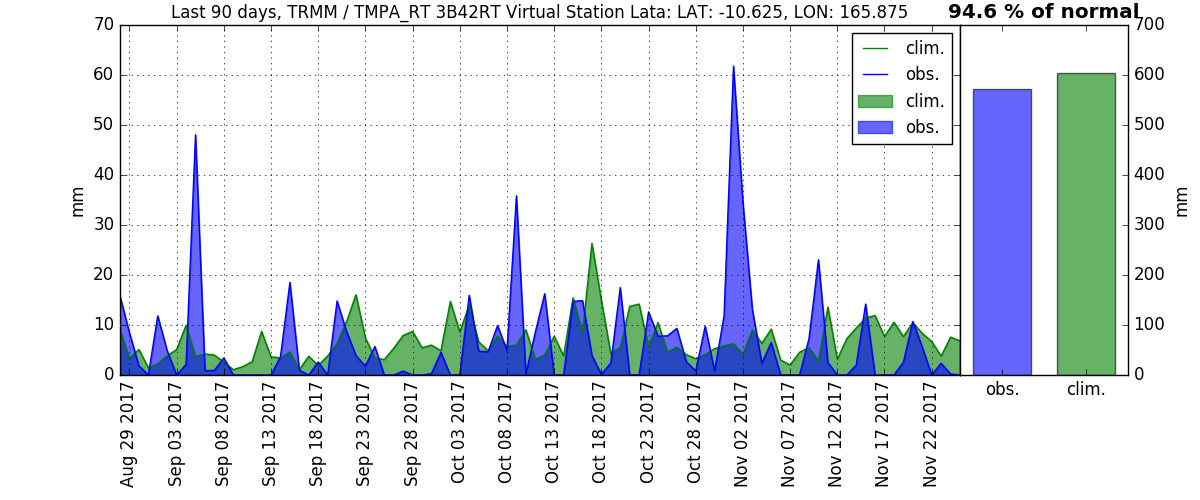 Last 90 days, TRMM / TMPA_RT 3B42RT Virtual Station Lata: LAT: -10.625, LON: 165.875
94.6 % of normal
70
60
50
40
30
20
10
0
mm
clim.
obs.
clim.
obs.
Aug 29 2017
Sep 03 2017
Sep 08 2017
Sep 13 2017
Sep 18 2017
Sep 23 2017
Sep 28 2017
Oct 03 2017
Oct 08 2017
Oct 13 2017
Oct 18 2017
Oct 23 2017
Oct 28 2017
Nov 02 2017
Nov 07 2017
Nov 12 2017
Nov 17 2017
Nov 22 2017
700
600
500
400
300
200
100
0
mm
obs.
clim.